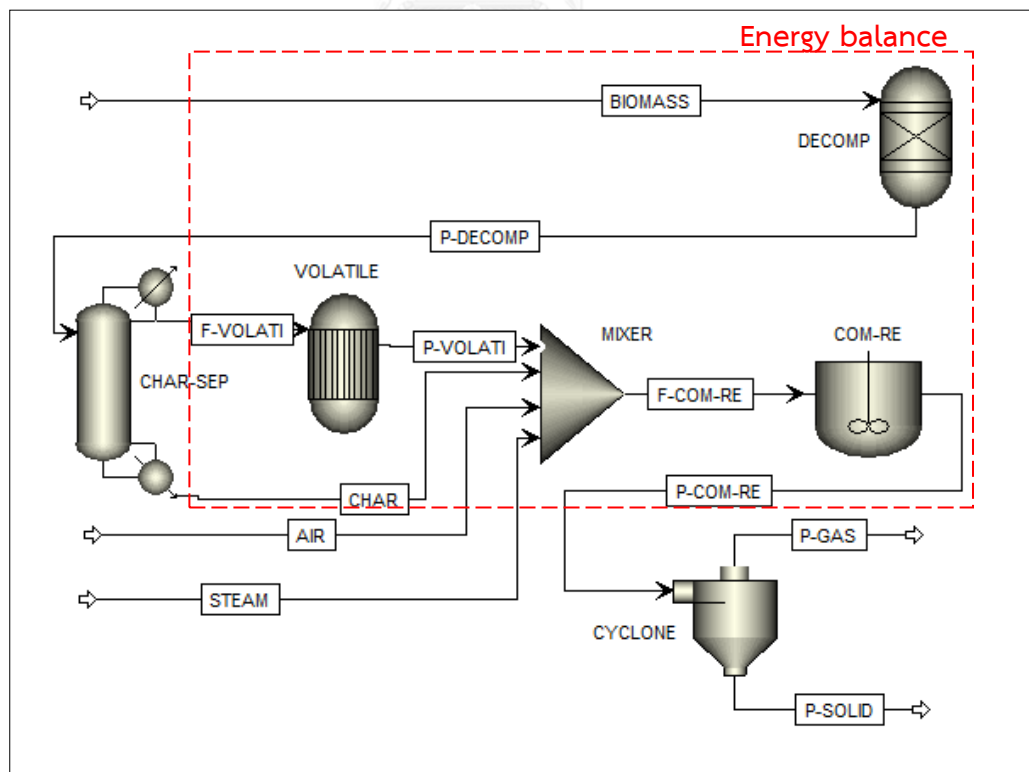 Energy balance
BIOMASS
DECOMP
P-DECOMP
VOLATILE
F-VOLATI
P-VOLATI
MIXER
COM-RE
CHAR-SEP
F-COM-RE
CHAR
P-COM-RE
AIR
P-GAS
STEAM
CYCLONE
P-SOLID